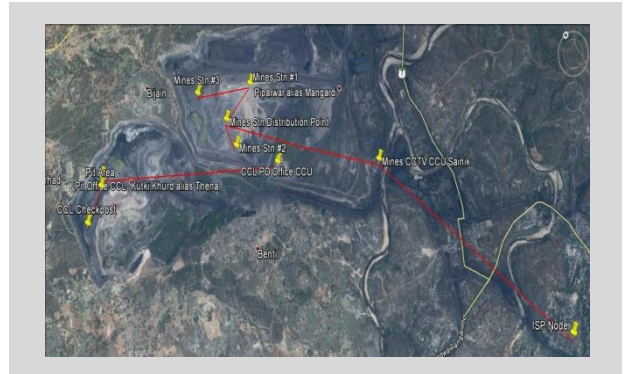 Mines Stn #3
Mines Stn #1
Bijain
Piparwar alias Mangard
Mines Stn Distribution Point
Mines Stn #2
Mines CCTV CCU Sainik
Pit Area
CCL PO Office CCU
rhad
Pit Office CCL Kutki Khurd alias Thena
CCL Checkpost
Benti
ISP Node